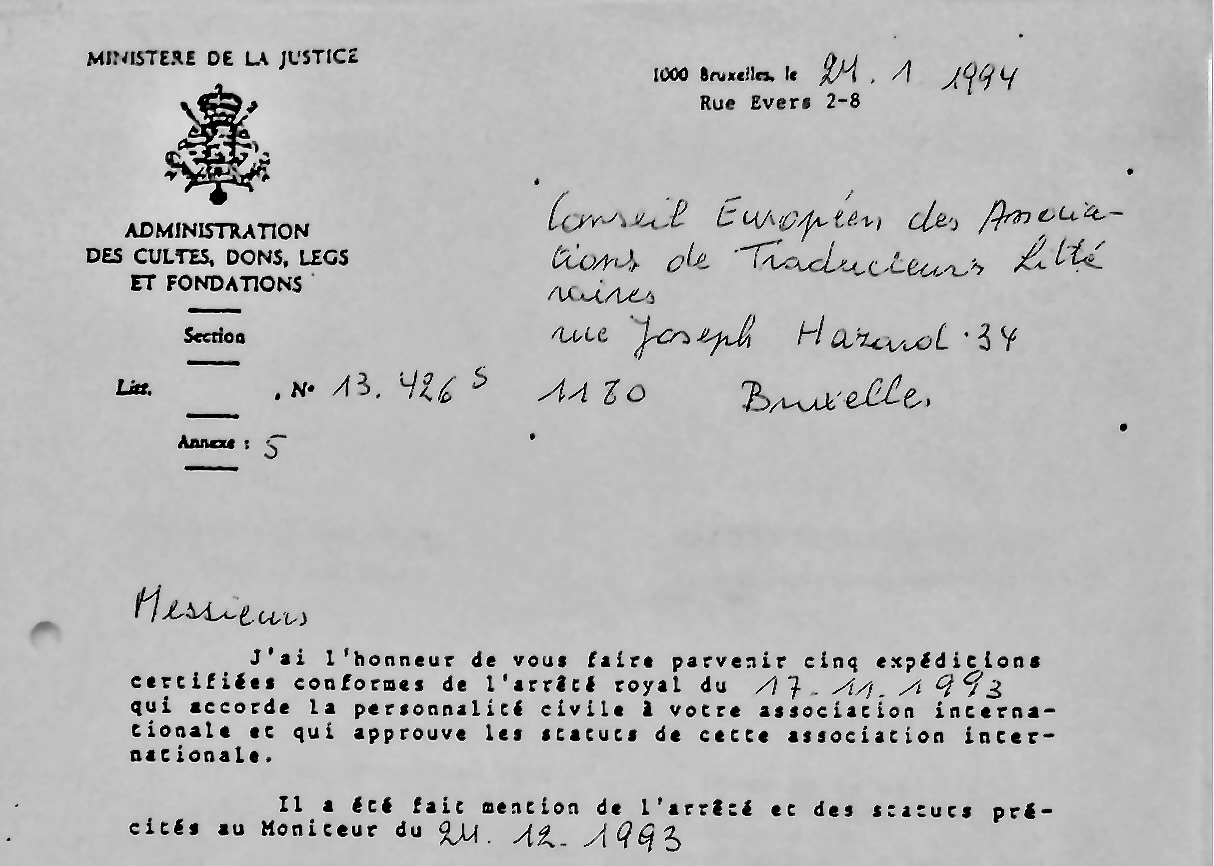 MINISTERE DE LA JUSTICE
1000 Bruxelles, le 24. 1 1994
Rue Evers 2-8
ADMINISTRATION
DES CULTES, DONS, LEGS
ET FONDATIONS
Section
Litt. , N° 13.426 S
Annexe : 5
Conseil Européen des Associa-
tions de Traducteurs Litté
raires
rue Joseph Hazard 34
1180 Bruxelles
Messieurs
J'ai l'honneur de vous faire parvenir cinq expéditions
certifiées conformes de l'arrêté royal du 17-11.1993
qui accorde la personnalité civile à votre association interna-
tionale et qui approuve les statuts de cette association inter-
nationale.
Il a été fait mention de l'arrêté et des statuts pré-
cités au Moniteur du 24. 12- 1993